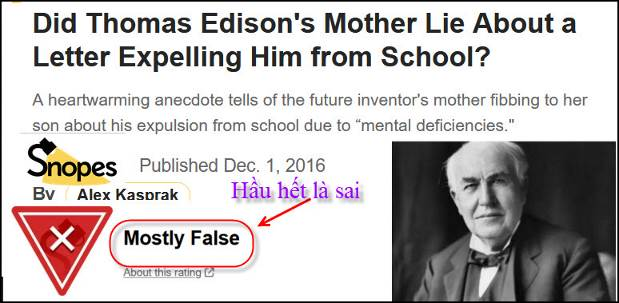 Did Thomas Edison's Mother Lie About a
Letter Expelling Him from School?
A heartwarming anecdote tells of the future inventor's mother fibbing to her
son about his expulsion from school due to “mental deficiencies."
Snopes
Published Dec. 1, 2016
By Alex Kasprak
Hầu hết là sai
Mostly False
About this rating